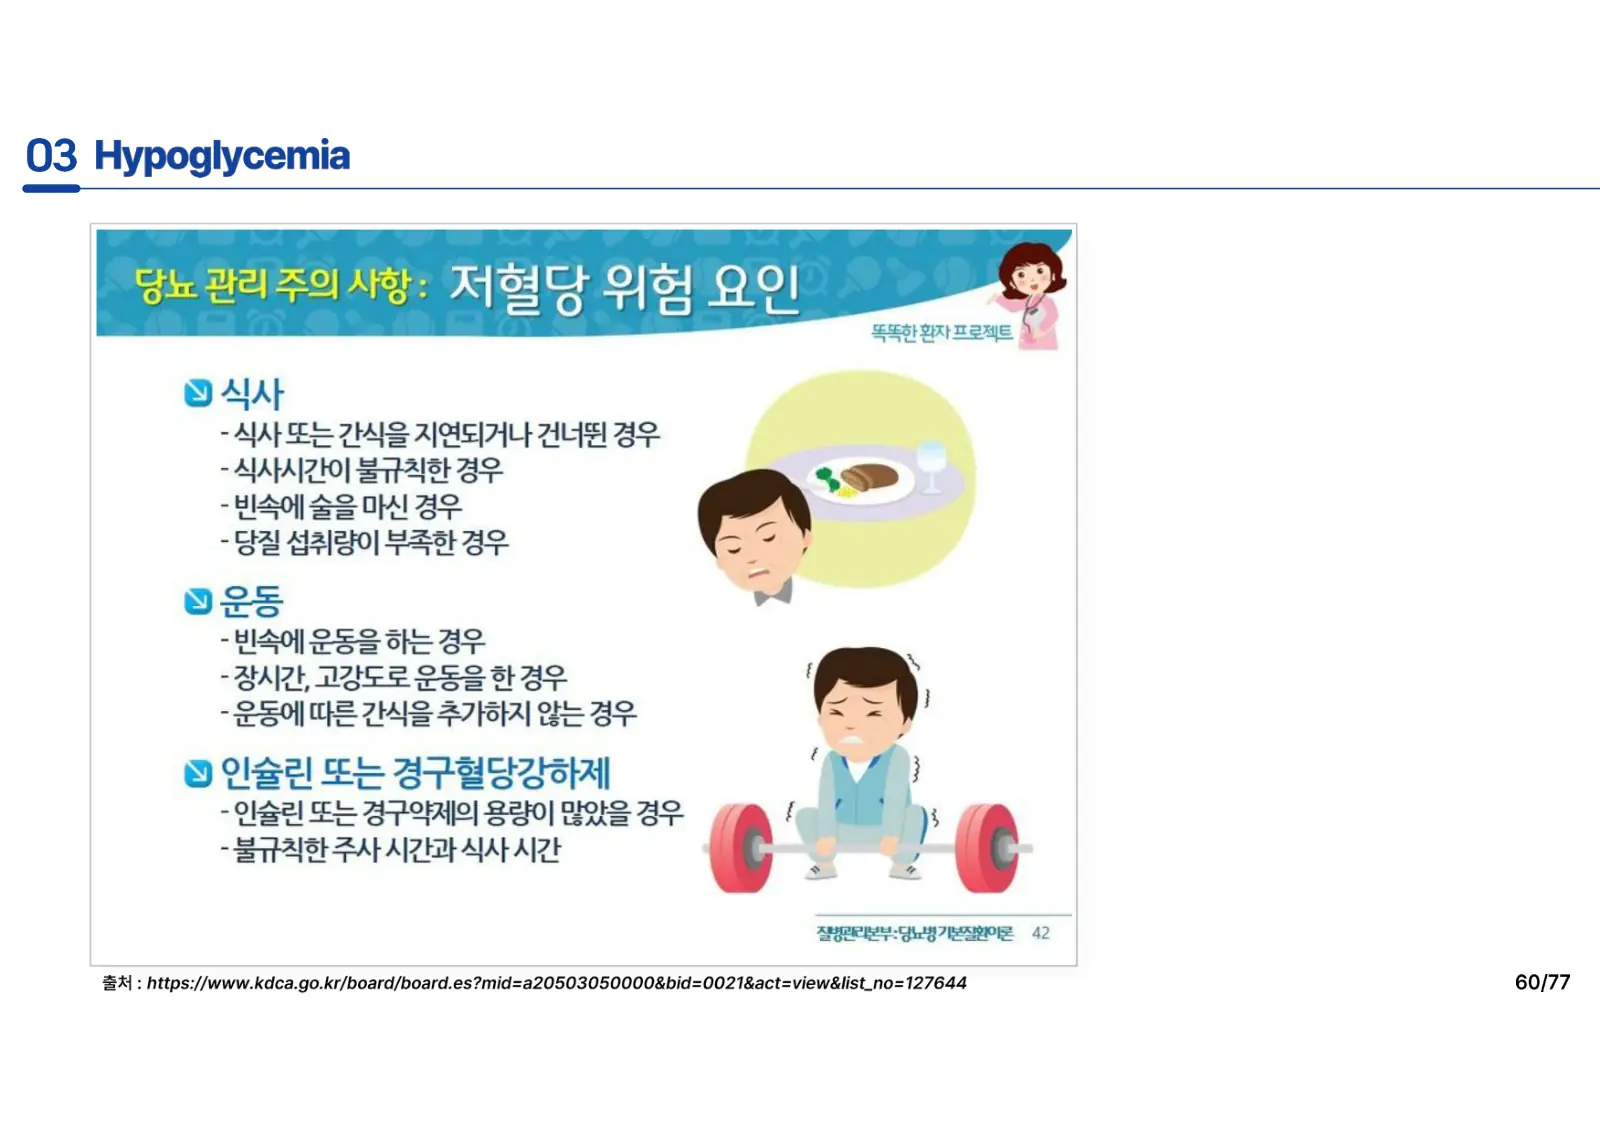 03 Hypoglycemia
당뇨 관리 주의 사항 : 저혈당 위험 요인
똑똑한 환자 프로젝트
식사
- 식사 또는 간식을 지연되거나 건너뛴 경우
- 식사시간이 불규칙한 경우
- 빈속에 술을 마신 경우
- 당질 섭취량이 부족한 경우
운동
- 빈속에 운동을 하는 경우
- 장시간, 고강도로 운동을 한 경우
- 운동에 따른 간식을 추가하지 않는 경우
인슐린 또는 경구혈당강하제
- 인슐린 또는 경구약제의 용량이 많았을 경우
- 불규칙한 주사 시간과 식사 시간
질병관리본부 : 당뇨병 기본질환이론 42
출처 : https://www.kdca.go.kr/board/board.es?mid=a20503050000&bid=0021&act=view&list_no=127644
60/77